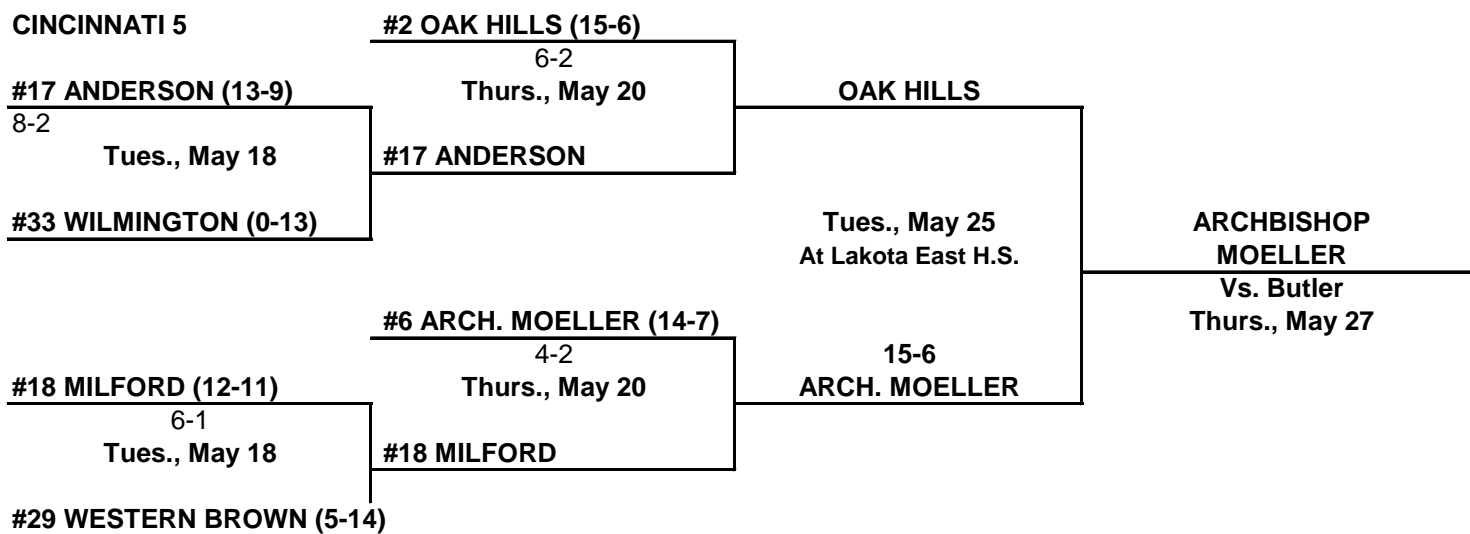 CINCINNATI 5
#2 OAK HILLS (15-6)
6-2
#17 ANDERSON (13-9)
Thurs., May 20
OAK HILLS
8-2
Tues., May 18
#17 ANDERSON
#33 WILMINGTON (0-13)
Tues., May 25
At Lakota East H.S.
ARCHBISHOP
MOELLER
Vs. Butler
Thurs., May 27
#6 ARCH. MOELLER (14-7)
4-2
15-6
#18 MILFORD (12-11)
Thurs., May 20
ARCH. MOELLER
6-1
Tues., May 18
#18 MILFORD
#29 WESTERN BROWN (5-14)